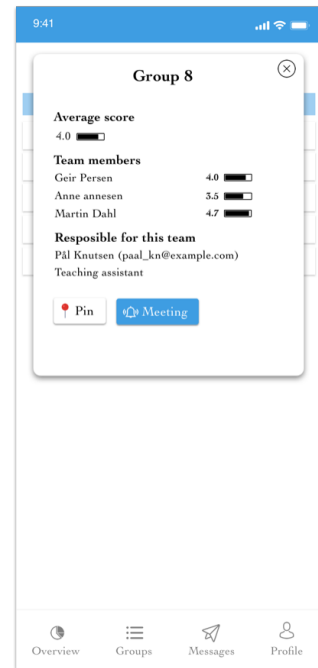 9:41
Group 8
Average score
4.0
Team members
Geir Persen 4.0
Anne annesen 3.5
Martin Dahl 4.7
Resposible for this team
Pål Knutsen (paal_kn@example.com)
Teaching assistant
Pin
Meeting
Overview Groups Messages Profile